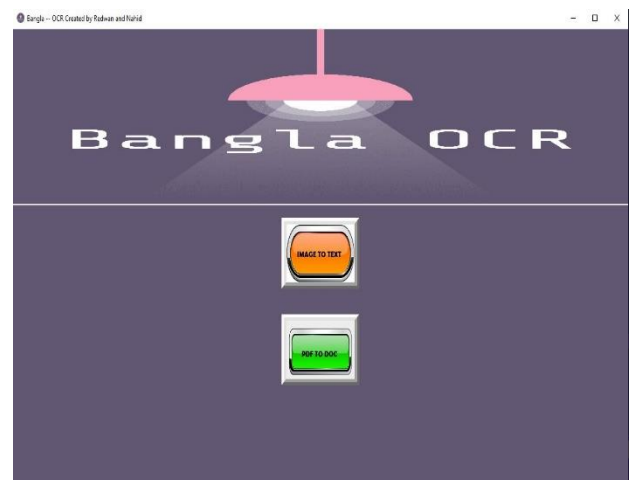 Bangla -- OCR Created by Redwan and Nahid
Bangla OCR
IMAGE TO TEXT
PDF TO DOC